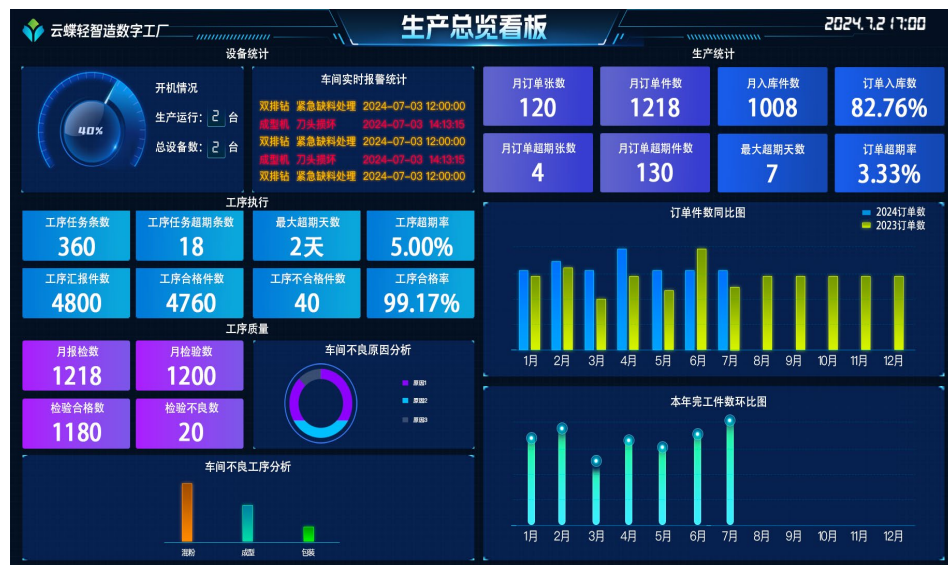 云蝶轻智造数字工厂
生产总览看板
2024.7.2 17:00
设备统计
40%
开机情况
生产运行: 2 台
总设备数: 2 台
车间实时报警统计
双排钻 紧急缺料处理 2024-07-03 12:00:00
成型机 刀头损坏 2024-07-03 14:13:15
双排钻 紧急缺料处理 2024-07-03 12:00:00
成型机 刀头损坏 2024-07-03 14:13:15
双排钻 紧急缺料处理 2024-07-03 12:00:00
工序执行
工序任务条数 工序任务超期条数 最大超期天数 工序超期率
360 18 2天 5.00%
工序汇报件数 工序合格件数 工序不合格件数 工序合格率
4800 4760 40 99.17%
工序质量
月报检数 月检验数
1218 1200
检验合格数 检验不良数
1180 20
车间不良原因分析
原因1
原因2
原因3
车间不良工序分析
混粉 成型 包装
生产统计
月订单张数 月订单件数 月入库件数 订单入库数
120 1218 1008 82.76%
月订单超期张数 月订单超期件数 最大超期天数 订单超期率
4 130 7 3.33%
订单件数同比图
2024订单数
2023订单数
1月 2月 3月 4月 5月 6月 7月 8月 9月 10月 11月 12月
本年完工件数环比图
1月 2月 3月 4月 5月 6月 7月 8月 9月 10月 11月 12月